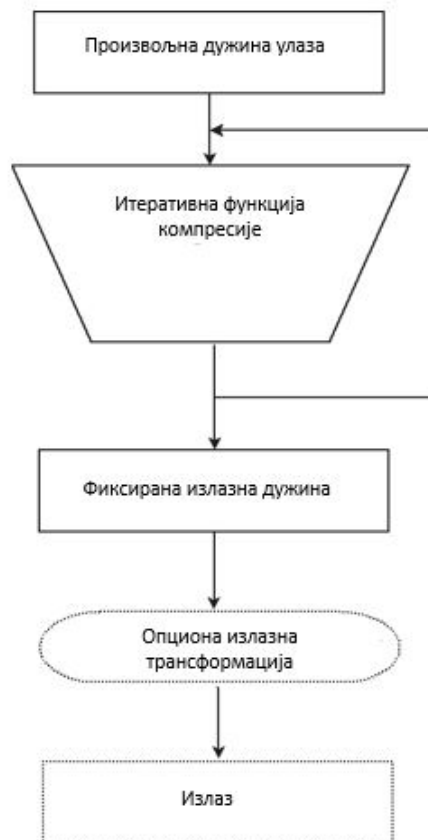 Произвољна дужина улаза
Итеративна функција
компресије
Фиксирана излазна дужина
Опциона излазна
трансформација
Излаз